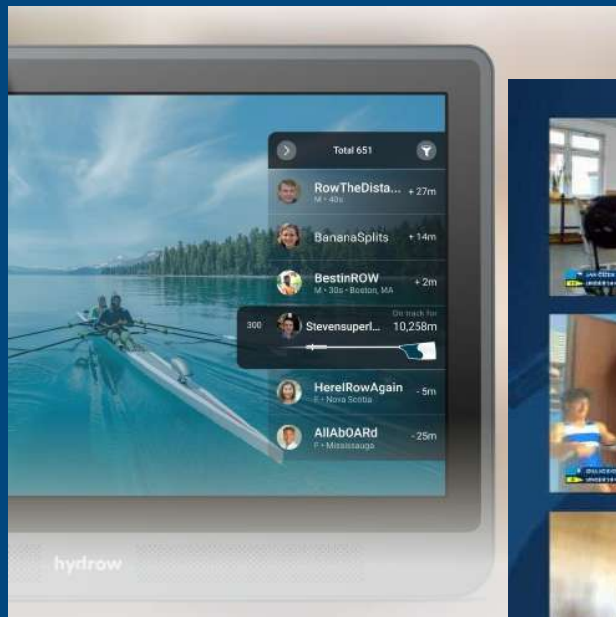 Total 651
RowTheDista... + 27m
M • 40s
BananaSplits + 14m
BestinROW + 2m
M • 30s • Boston, MA
On track for
300 Stevensuperl... 10,258m
HereIRowAgain - 5m
F • Nova Scotia
AllAbOARd - 25m
F • Mississauga
hydrow